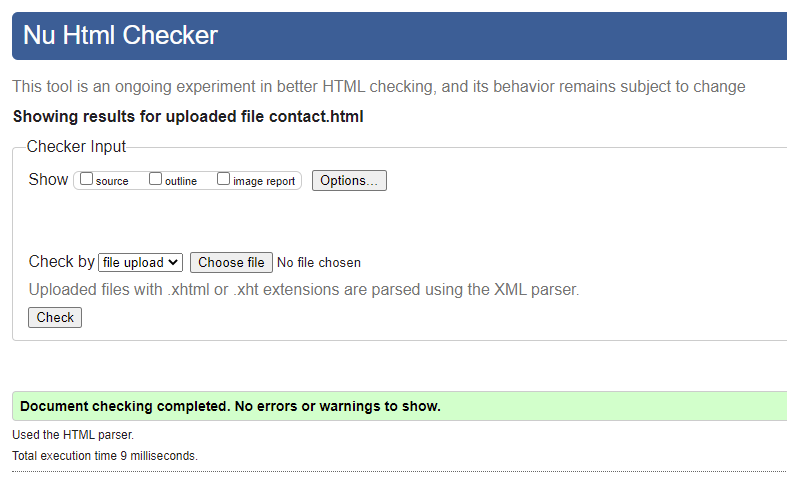 Nu Html Checker
This tool is an ongoing experiment in better HTML checking, and its behavior remains subject to change
Showing results for uploaded file contact.html
Checker Input
Show source outline image report Options...
Check by file upload Choose file No file chosen
Uploaded files with .xhtml or .xht extensions are parsed using the XML parser.
Check
Document checking completed. No errors or warnings to show.
Used the HTML parser.
Total execution time 9 milliseconds.